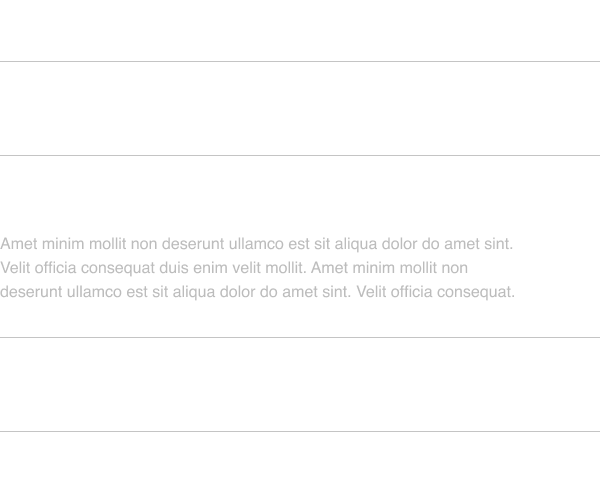 Amet minim mollit non deserunt ullamco est sit aliqua dolor do amet sint.
Velit officia consequat duis enim velit mollit. Amet minim mollit non
deserunt ullamco est sit aliqua dolor do amet sint. Velit officia consequat.